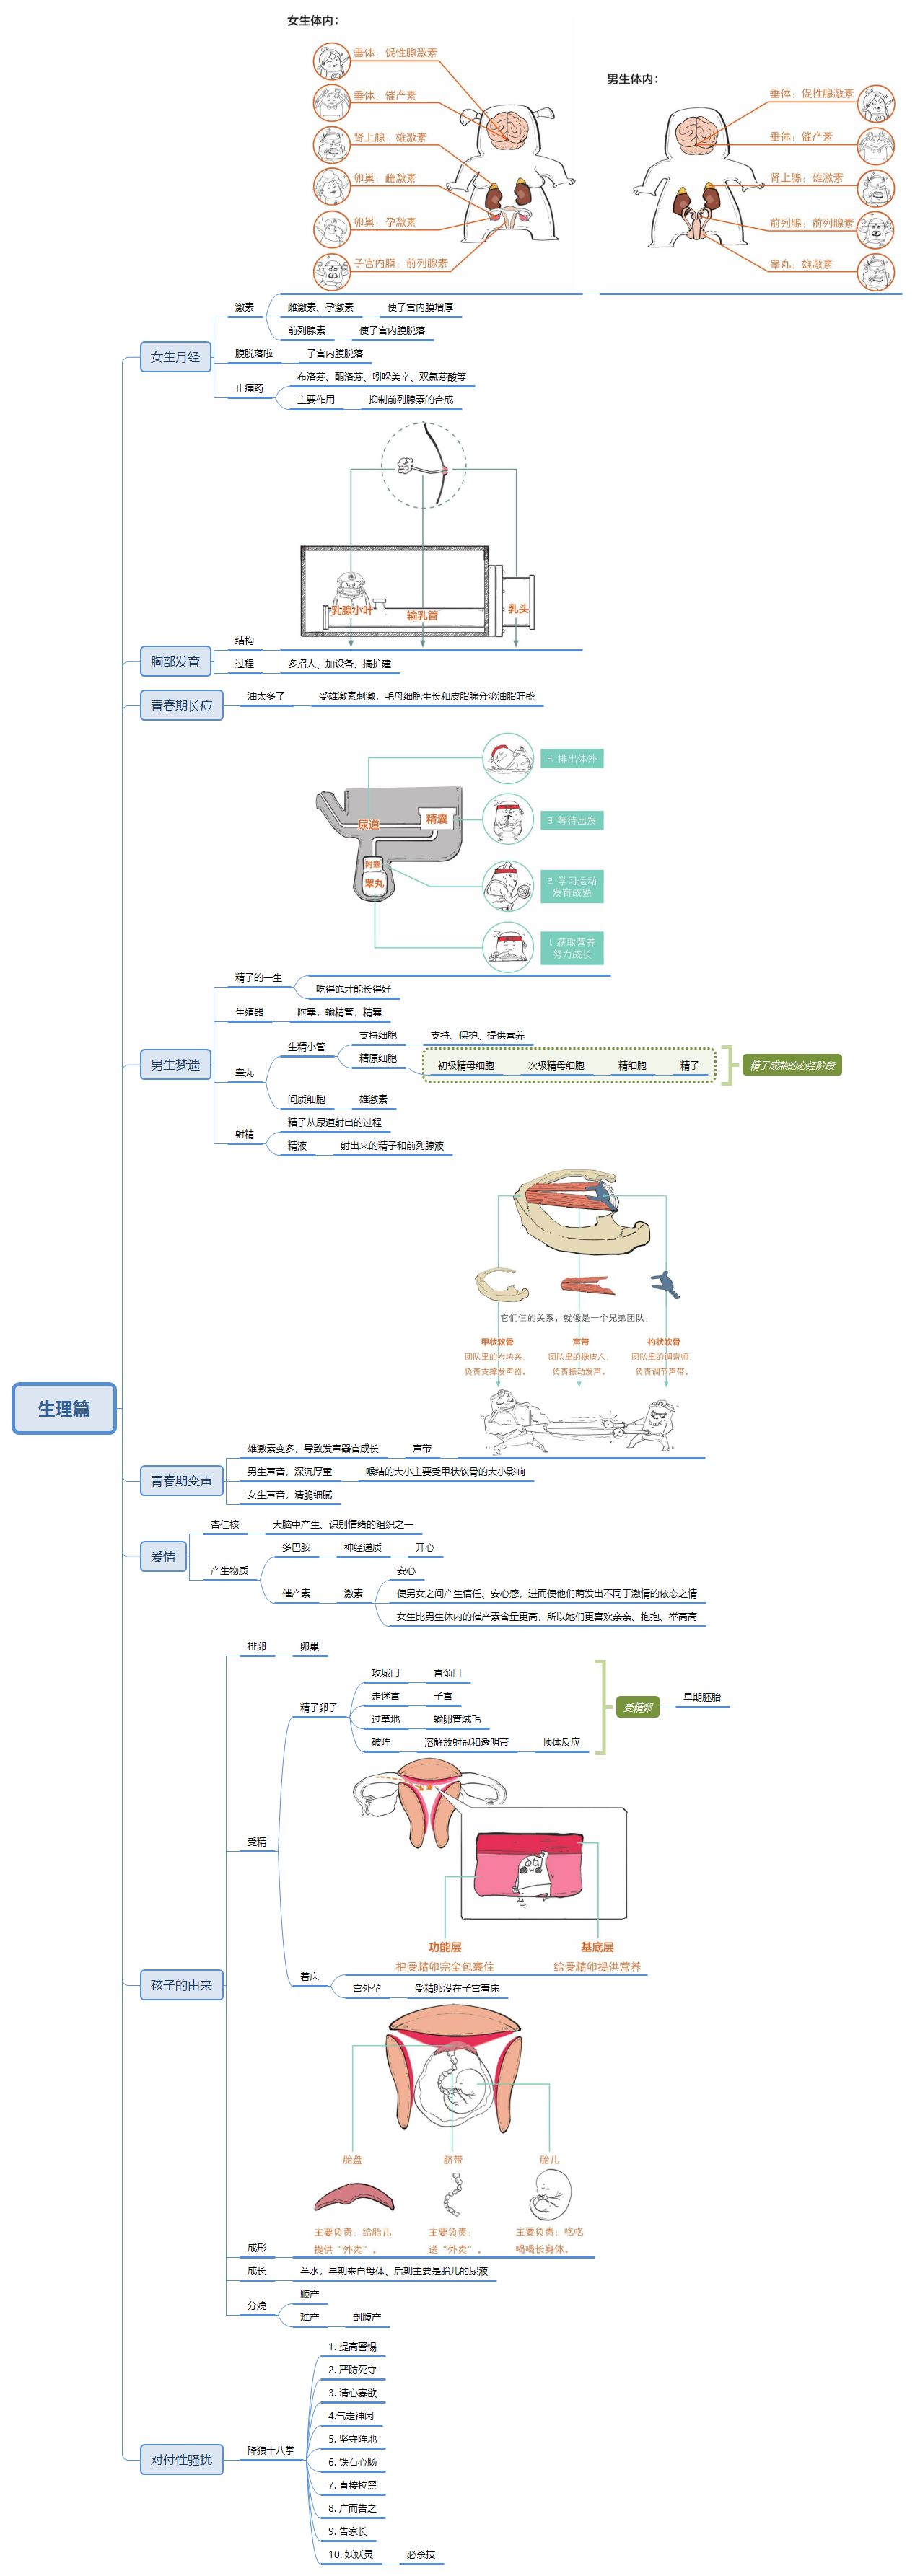 女生体内：
垂体：促性腺激素
垂体：催产素
肾上腺：雄激素
卵巢：雌激素
卵巢：孕激素
子宫内膜：前列腺素
男生体内：
垂体：促性腺激素
垂体：催产素
肾上腺：雄激素
前列腺：前列腺素
睾丸：雄激素
生理篇
女生月经
激素
雌激素、孕激素
使子宫内膜增厚
前列腺素
使子宫内膜脱落
膜脱落啦
子宫内膜脱落
止痛药
布洛芬、酮洛芬、吲哚美辛、双氯芬酸等
主要作用
抑制前列腺素的合成
乳腺小叶
输乳管
乳头
胸部发育
结构
过程
多招人、加设备、搞扩建
青春期长痘
油太多了
受雄激素刺激，毛母细胞生长和皮脂腺分泌油脂旺盛
尿道
精囊
附睾
睾丸
4. 排出体外
3. 等待出发
2. 学习运动
发育成熟
1. 获取营养
努力成长
男生梦遗
精子的一生
吃得饱才能长得好
生殖器
附睾，输精管，精囊
睾丸
生精小管
支持细胞
支持、保护、提供营养
精原细胞
初级精母细胞
次级精母细胞
精细胞
精子
精子成熟的必经阶段
间质细胞
雄激素
射精
精子从尿道射出的过程
精液
射出来的精子和前列腺液
它们仨的关系，就像是一个兄弟团队：
甲状软骨
团队里的大块头，
负责支撑发声器。
声带
团队里的橡皮人，
负责振动发声。
杓状软骨
团队里的调音师，
负责调节声带。
青春期变声
雄激素变多，导致发声器官成长
声带
男生声音，深沉厚重
喉结的大小主要受甲状软骨的大小影响
女生声音，清脆细腻
爱情
杏仁核
大脑中产生、识别情绪的组织之一
产生物质
多巴胺
神经递质
开心
催产素
激素
安心
使男女之间产生信任、安心感，进而使他们萌发出不同于激情的依恋之情
女生比男生体内的催产素含量更高，所以她们更喜欢亲亲、抱抱、举高高
孩子的由来
排卵
卵巢
受精
精子卵子
攻城门
宫颈口
走迷宫
子宫
过草地
输卵管绒毛
破阵
溶解放射冠和透明带
顶体反应
受精卵
早期胚胎
功能层
把受精卵完全包裹住
基底层
给受精卵提供营养
着床
宫外孕
受精卵没在子宫着床
胎盘
主要负责：给胎儿
提供“外卖”。
脐带
主要负责：
送“外卖”。
胎儿
主要负责：吃吃
喝喝长身体。
成形
成长
羊水，早期来自母体、后期主要是胎儿的尿液
分娩
顺产
难产
剖腹产
对付性骚扰
降狼十八掌
1. 提高警惕
2. 严防死守
3. 清心寡欲
4.气定神闲
5. 坚守阵地
6. 铁石心肠
7. 直接拉黑
8. 广而告之
9. 告家长
10. 妖妖灵
必杀技